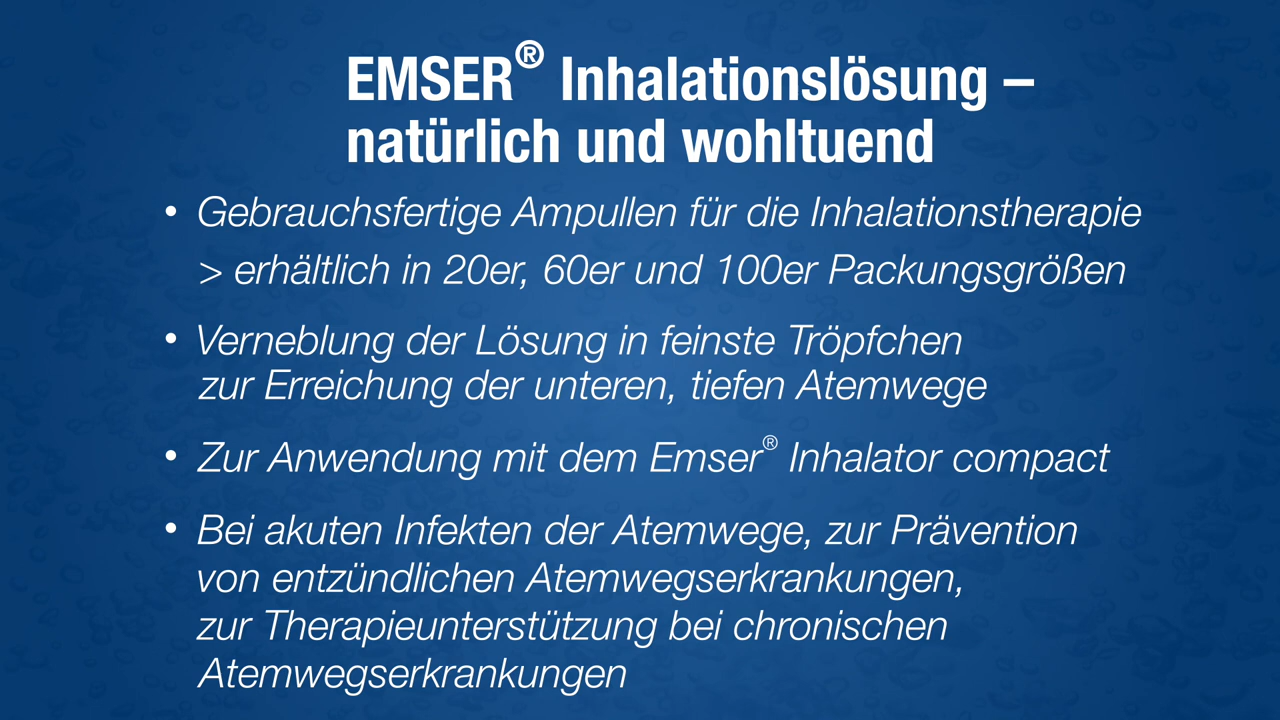 EMSER® Inhalationslösung –
natürlich und wohltuend
• Gebrauchsfertige Ampullen für die Inhalationstherapie
> erhältlich in 20er, 60er und 100er Packungsgrößen
• Verneblung der Lösung in feinste Tröpfchen
zur Erreichung der unteren, tiefen Atemwege
• Zur Anwendung mit dem Emser® Inhalator compact
• Bei akuten Infekten der Atemwege, zur Prävention
von entzündlichen Atemwegserkrankungen,
zur Therapieunterstützung bei chronischen
Atemwegserkrankungen